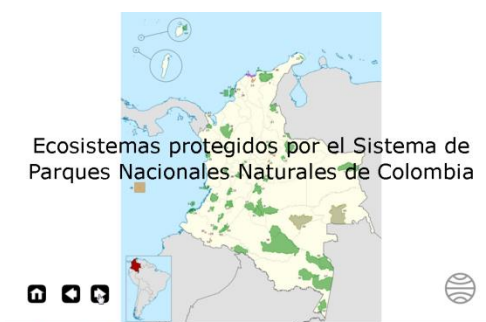 Ecosistemas protegidos por el Sistema de
Parques Nacionales Naturales de Colombia